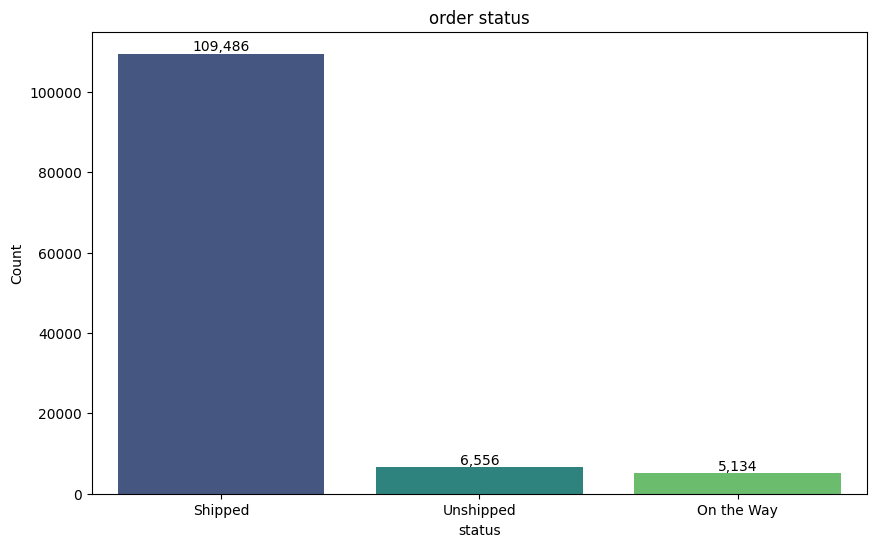 order status
109,486
6,556
5,134
100000
80000
60000
40000
20000
0
Count
Shipped
Unshipped
On the Way
status